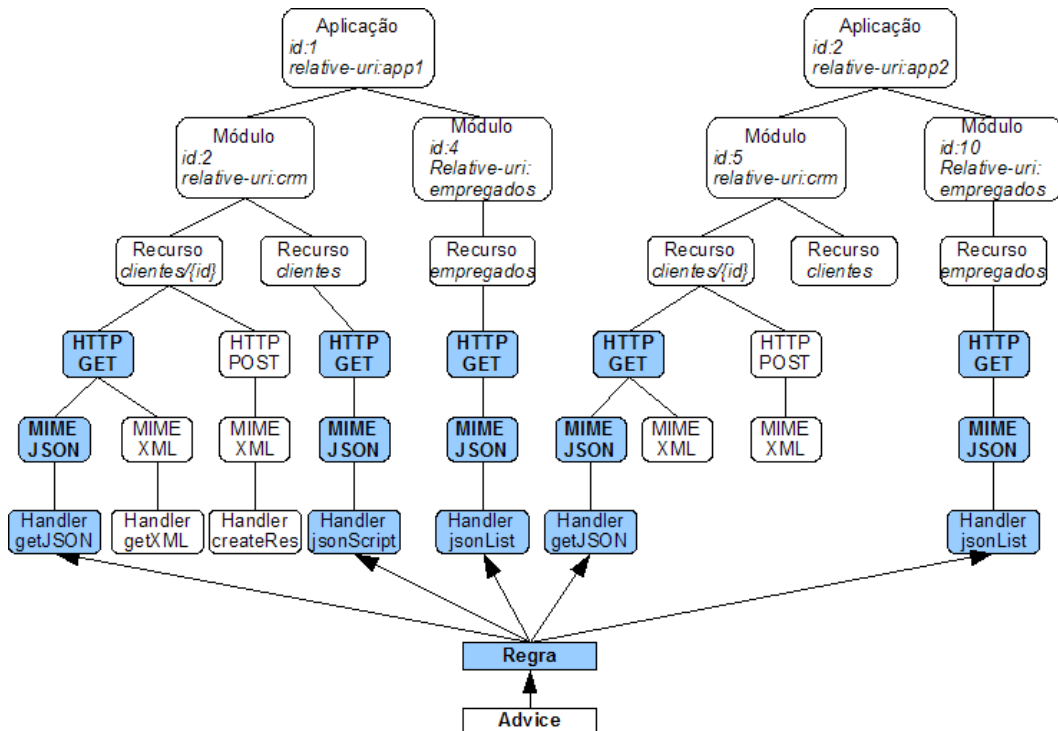 Aplicação
id:1
relative-uri:app1
Aplicação
id:2
relative-uri:app2
Módulo
id:2
relative-uri:crm
Módulo
id:4
Relative-uri:
empregados
Módulo
id:5
relative-uri:crm
Módulo
id:10
Relative-uri:
empregados
Recurso
clientes/{id}
Recurso
clientes
Recurso
empregados
Recurso
clientes/{id}
Recurso
clientes
Recurso
empregados
HTTP
GET
HTTP
POST
HTTP
GET
HTTP
GET
HTTP
GET
HTTP
POST
HTTP
GET
MIME
JSON
MIME
XML
MIME
XML
MIME
JSON
MIME
JSON
MIME
JSON
MIME
XML
MIME
XML
MIME
JSON
Handler
getJSON
Handler
getXML
Handler
createRes
Handler
jsonScript
Handler
jsonList
Handler
getJSON
Handler
jsonList
Regra
Advice